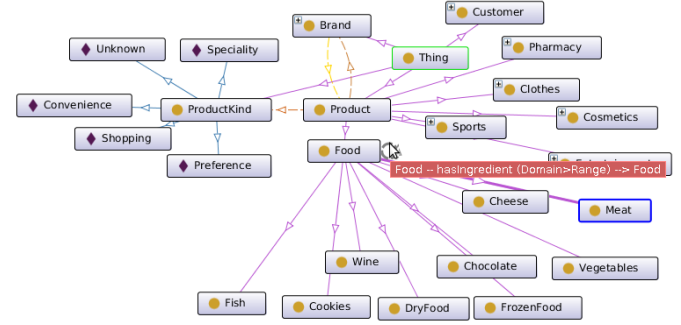 Customer
Brand
Unknown
Speciality
Thing
Pharmacy
Clothes
Convenience
ProductKind
Product
Cosmetics
Sports
Shopping
Food
Preference
Food -- hasIngredient (Domain>Range) --> Food
Cheese
Meat
Wine
Chocolate
Vegetables
Fish
Cookies
DryFood
FrozenFood